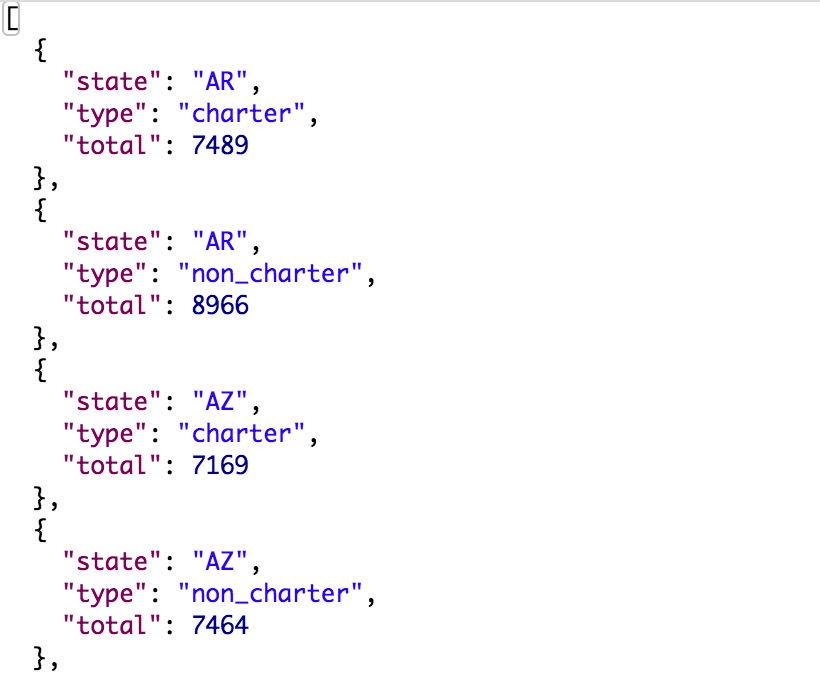 [
  {
    "state": "AR",
    "type": "charter",
    "total": 7489
  },
  {
    "state": "AR",
    "type": "non_charter",
    "total": 8966
  },
  {
    "state": "AZ",
    "type": "charter",
    "total": 7169
  },
  {
    "state": "AZ",
    "type": "non_charter",
    "total": 7464
  },